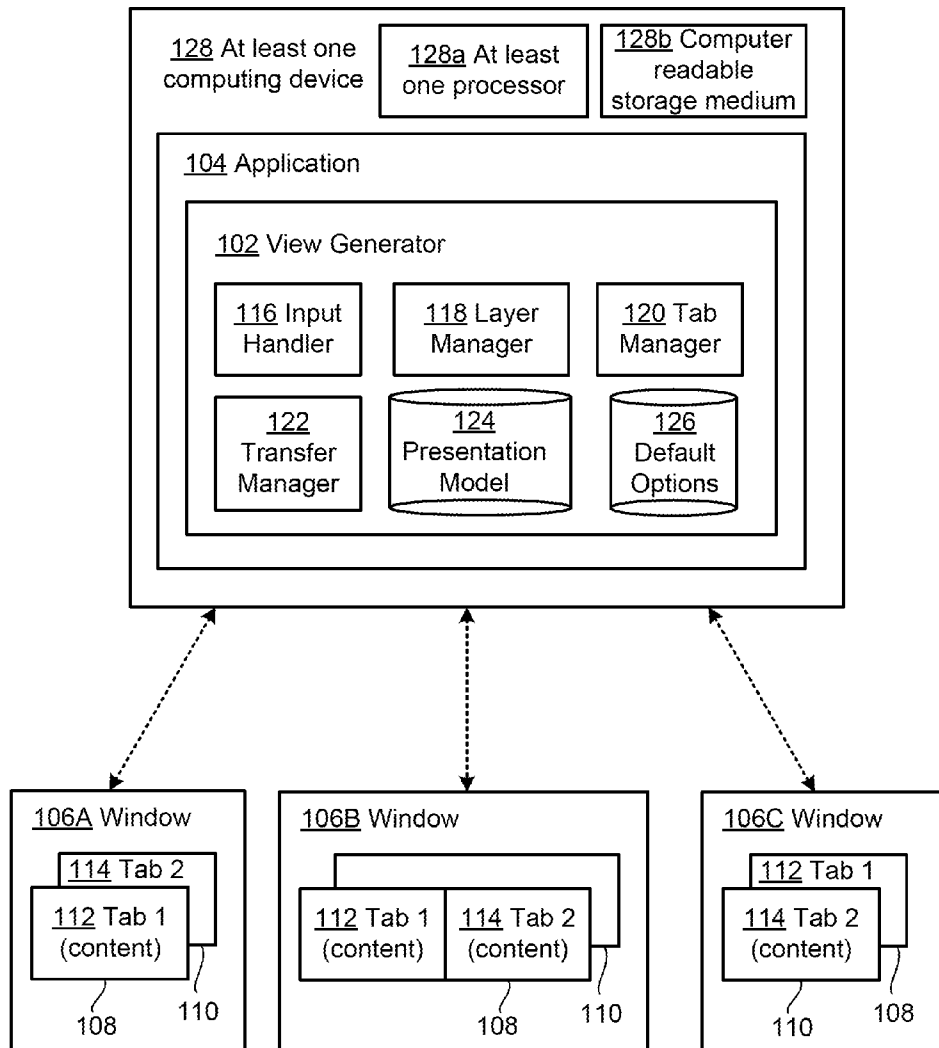 128 At least one
computing device
128a At least
one processor
128b Computer
readable
storage medium
104 Application
102 View Generator
116 Input
Handler
118 Layer
Manager
120 Tab
Manager
122
Transfer
Manager
124
Presentation
Model
126
Default
Options
106A Window
114 Tab 2
112 Tab 1
(content)
110
108
106B Window
112 Tab 1
(content)
114 Tab 2
(content)
110
108
106C Window
112 Tab 1
114 Tab 2
(content)
108
110